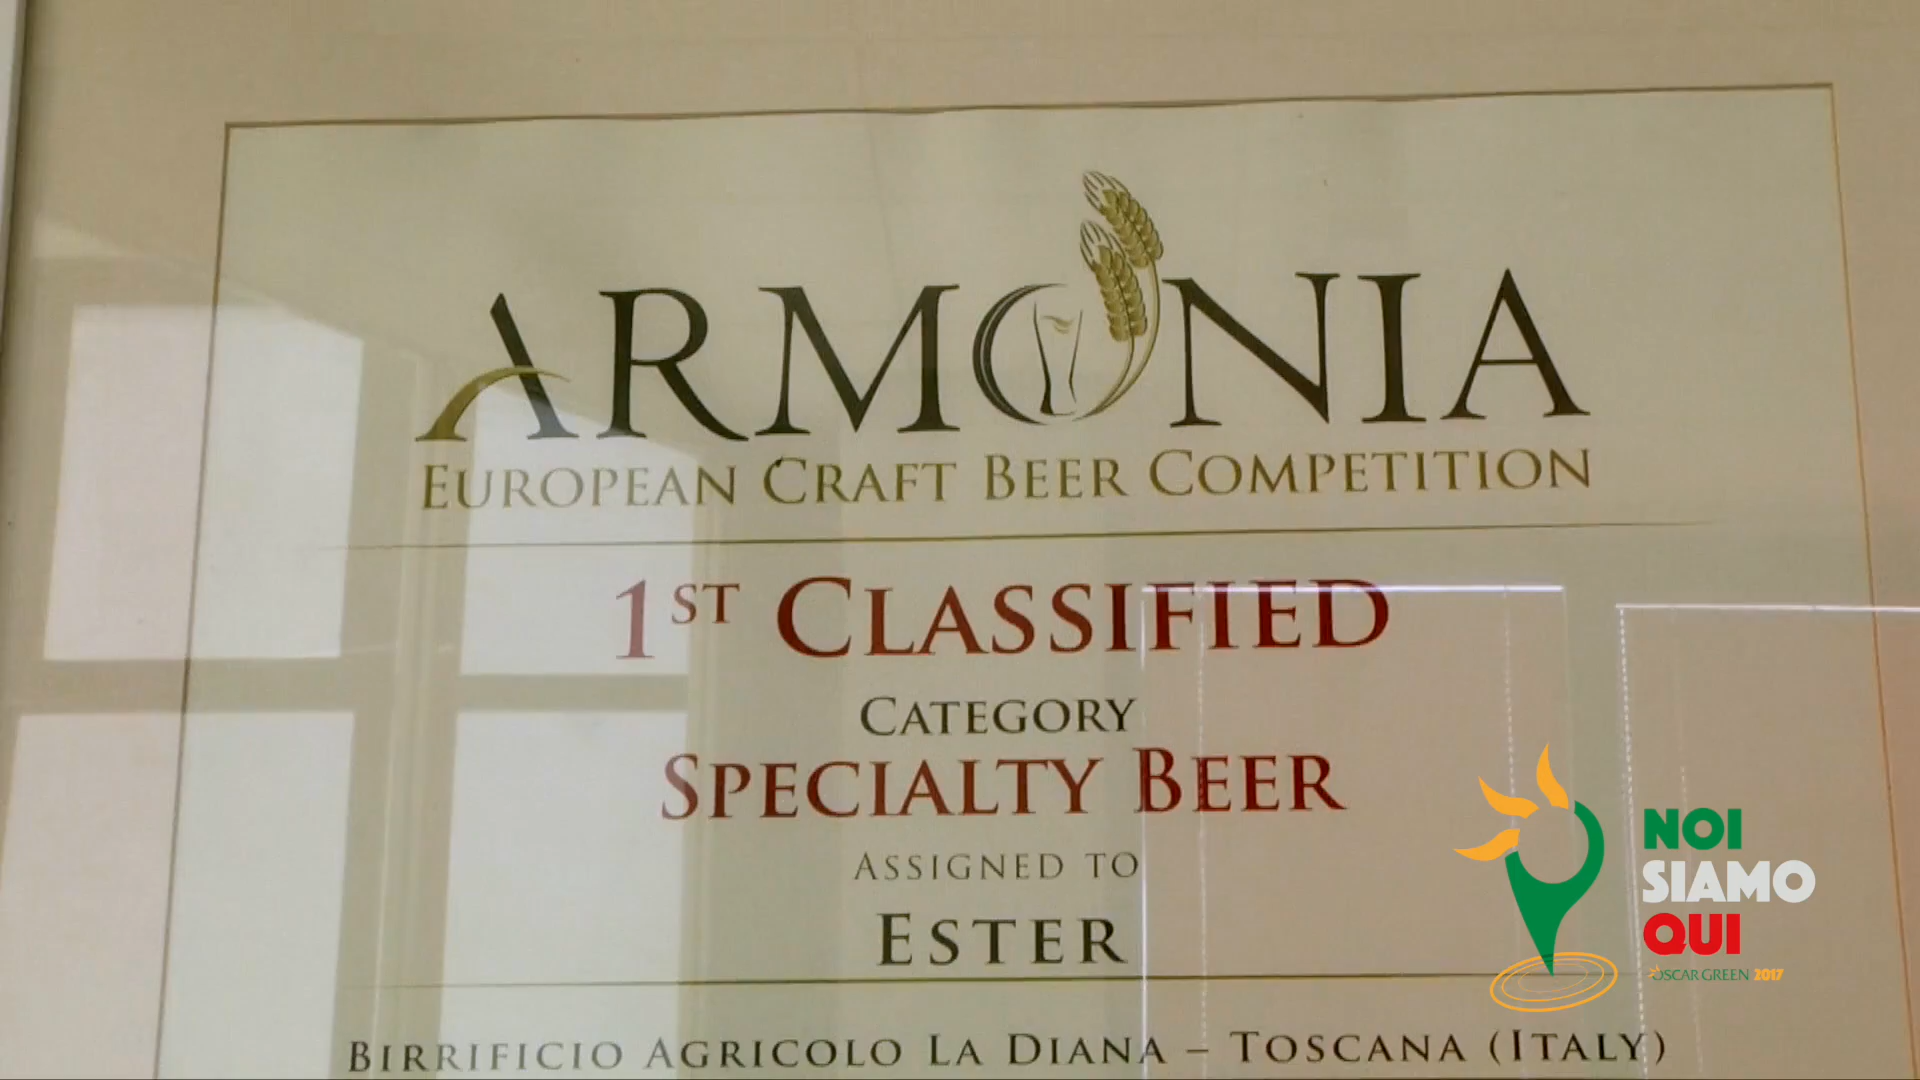 ARMONIA
EUROPEAN CRAFT BEER COMPETITION
1ST CLASSIFIED
CATEGORY
SPECIALTY BEER
ASSIGNED TO
ESTER
BIRRIFICIO AGRICOLO LA DIANA – TOSCANA (ITALY)
NOI
SIAMO
QUI
OSCAR GREEN 2017